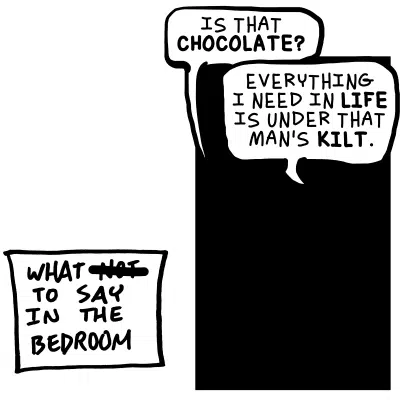 IS THAT
CHOCOLATE?
EVERYTHING
I NEED IN LIFE
IS UNDER THAT
MAN'S KILT.
WHAT NOT
TO SAY
IN THE
BEDROOM